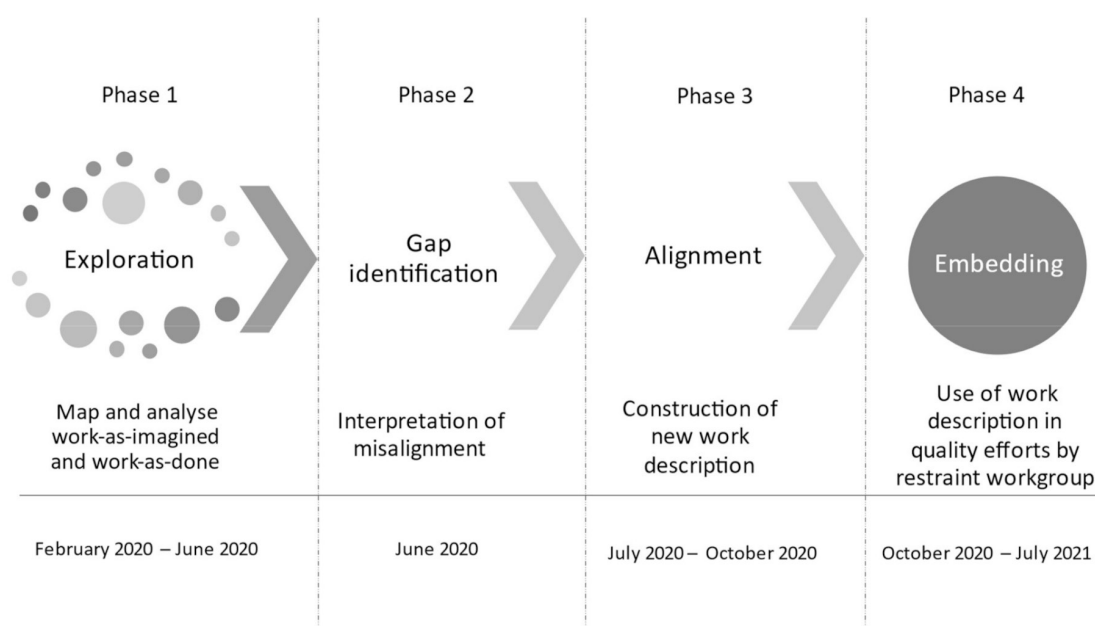 Phase 1
Exploration
Map and analyse
work-as-imagined
and work-as-done
February 2020 – June 2020
Phase 2
Gap
identification
Interpretation of
misalignment
June 2020
Phase 3
Alignment
Construction of
new work
description
July 2020 – October 2020
Phase 4
Embedding
Use of work
description in
quality efforts by
restraint workgroup
October 2020 – July 2021